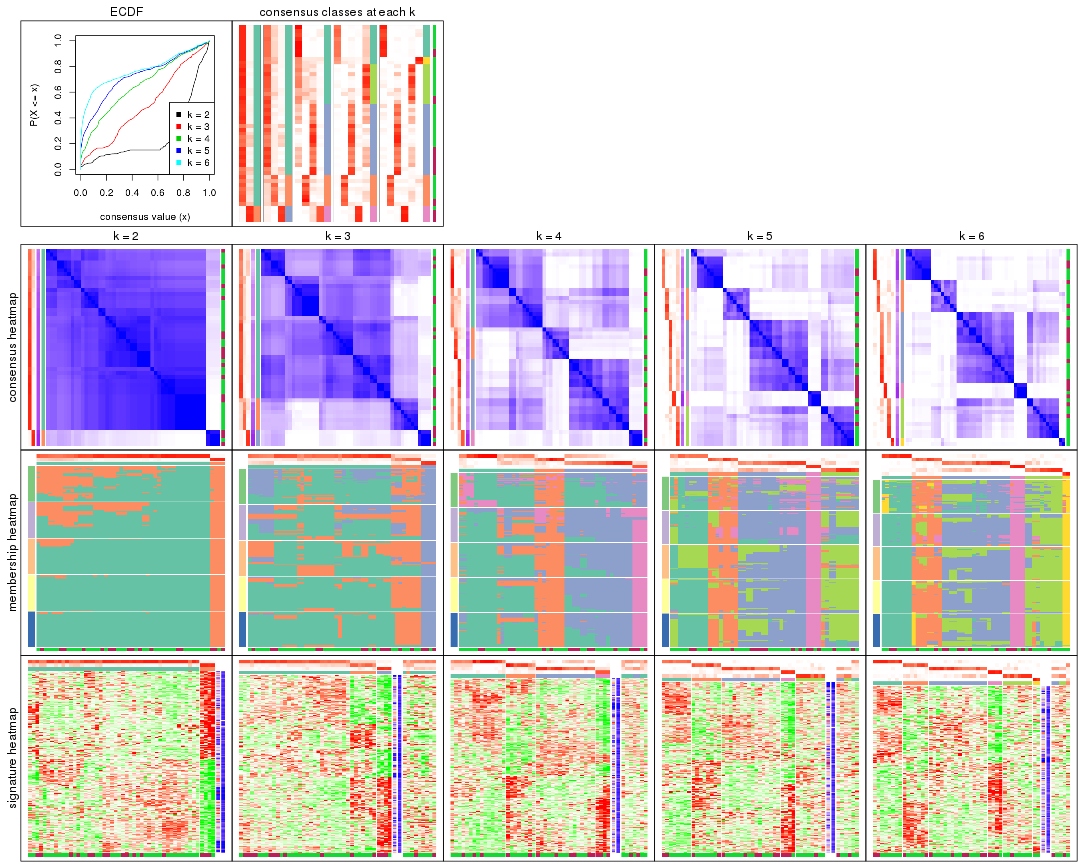 ECDF
consensus classes at each k
P(X <= x)
0.0 0.2 0.4 0.6 0.8 1.0
k = 2
k = 3
k = 4
k = 5
k = 6
0.0 0.2 0.4 0.6 0.8 1.0
consensus value (x)
k = 2 k = 3 k = 4 k = 5 k = 6
consensus heatmap
membership heatmap
signature heatmap